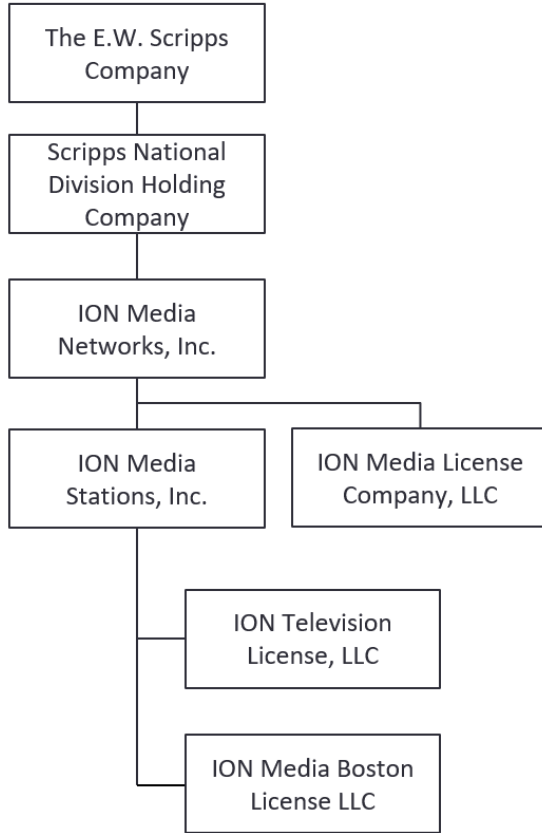 The E.W. Scripps
Company
Scripps National
Division Holding
Company
ION Media
Networks, Inc.
ION Media
Stations, Inc.
ION Media License
Company, LLC
ION Television
License, LLC
ION Media Boston
License LLC